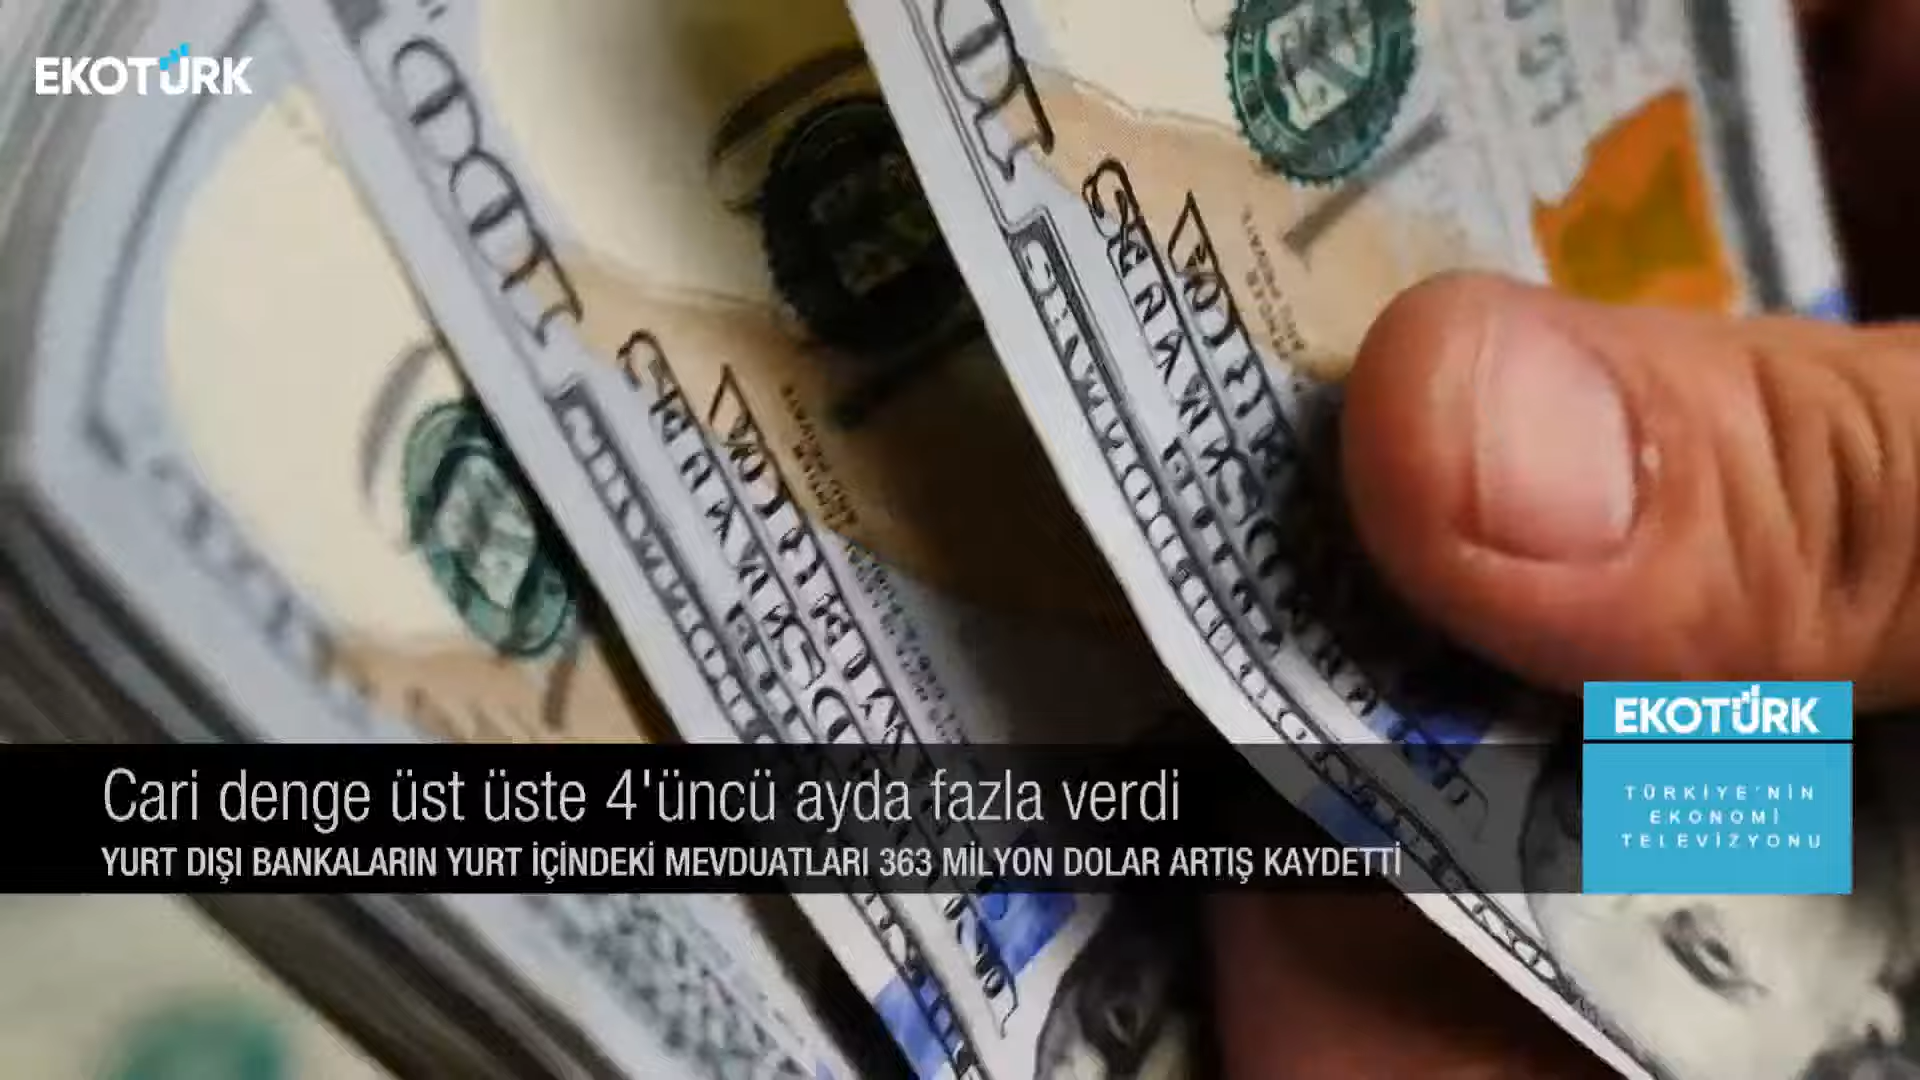 EKOTÜRK
Cari denge üst üste 4'üncü ayda fazla verdi
YURT DIŞI BANKALARIN YURT İÇİNDEKİ MEVDUATLARI 363 MİLYON DOLAR ARTIŞ KAYDETTİ
EKOTÜRK
TÜRKİYE'NİN
EKONOMİ
TELEVİZYONU